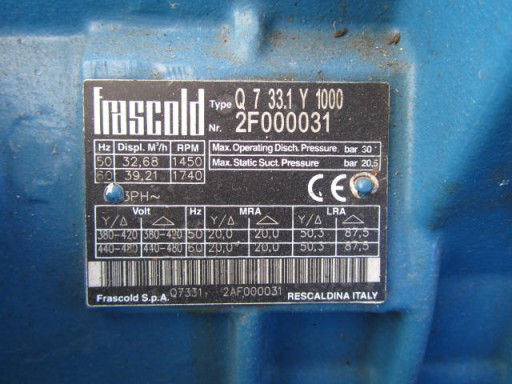 frascold Type Q 7 33.1 Y 1000
Nr. 2F000031
Hz Displ. M³/h RPM
50 32,68 1450
60 39,21 1740
Max. Operating Disch. Pressure. bar 30
Max. Static Suct. Pressure bar 20,5
3PH~ CE
Volt MRA LRA
Y/△ △ Hz Y/△ △ Y/△ △
380-420 380-420 50 20,0 20,0 50,3 87,5
440-480 440-480 60 20,0 20,0 50,3 87,5
Q7331, 2AF000031
Frascold S.p.A. RESCALDINA ITALY